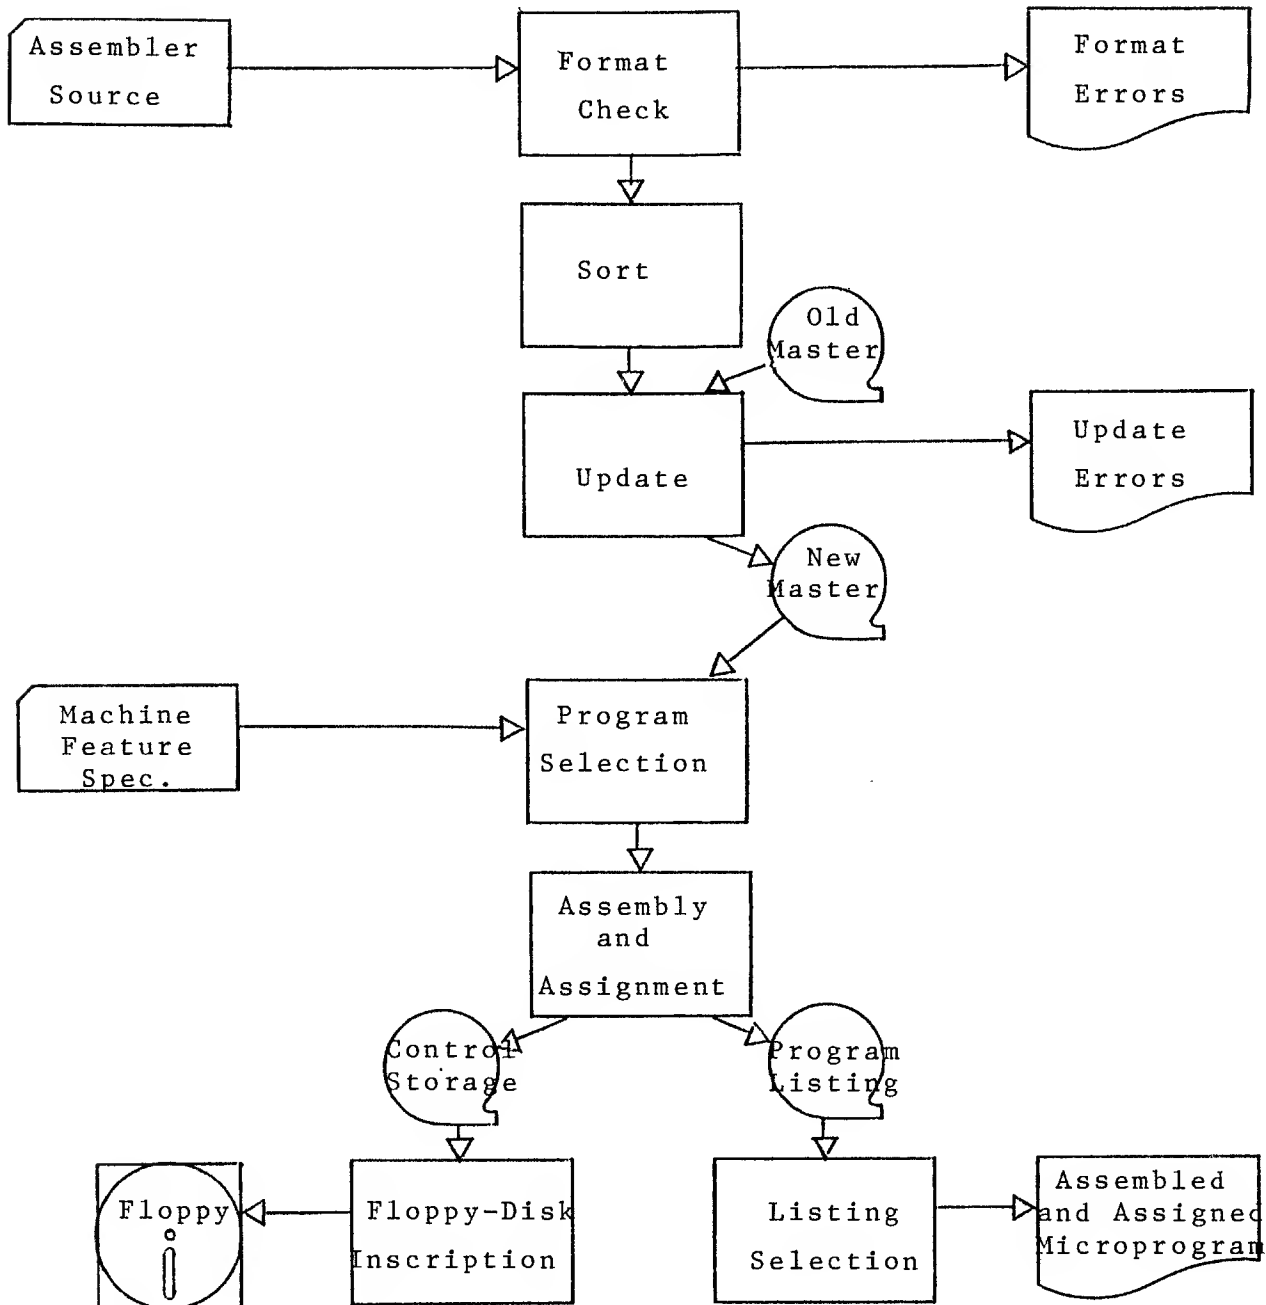 Assembler
Source
Format
Check
Format
Errors
Sort
Old
Master
Update
Update
Errors
New
Master
Machine
Feature
Spec.
Program
Selection
Assembly
and
Assignment
Control
Storage
Program
Listing
Floppy
Floppy-Disk
Inscription
Listing
Selection
Assembled
and Assigned
Microprogram